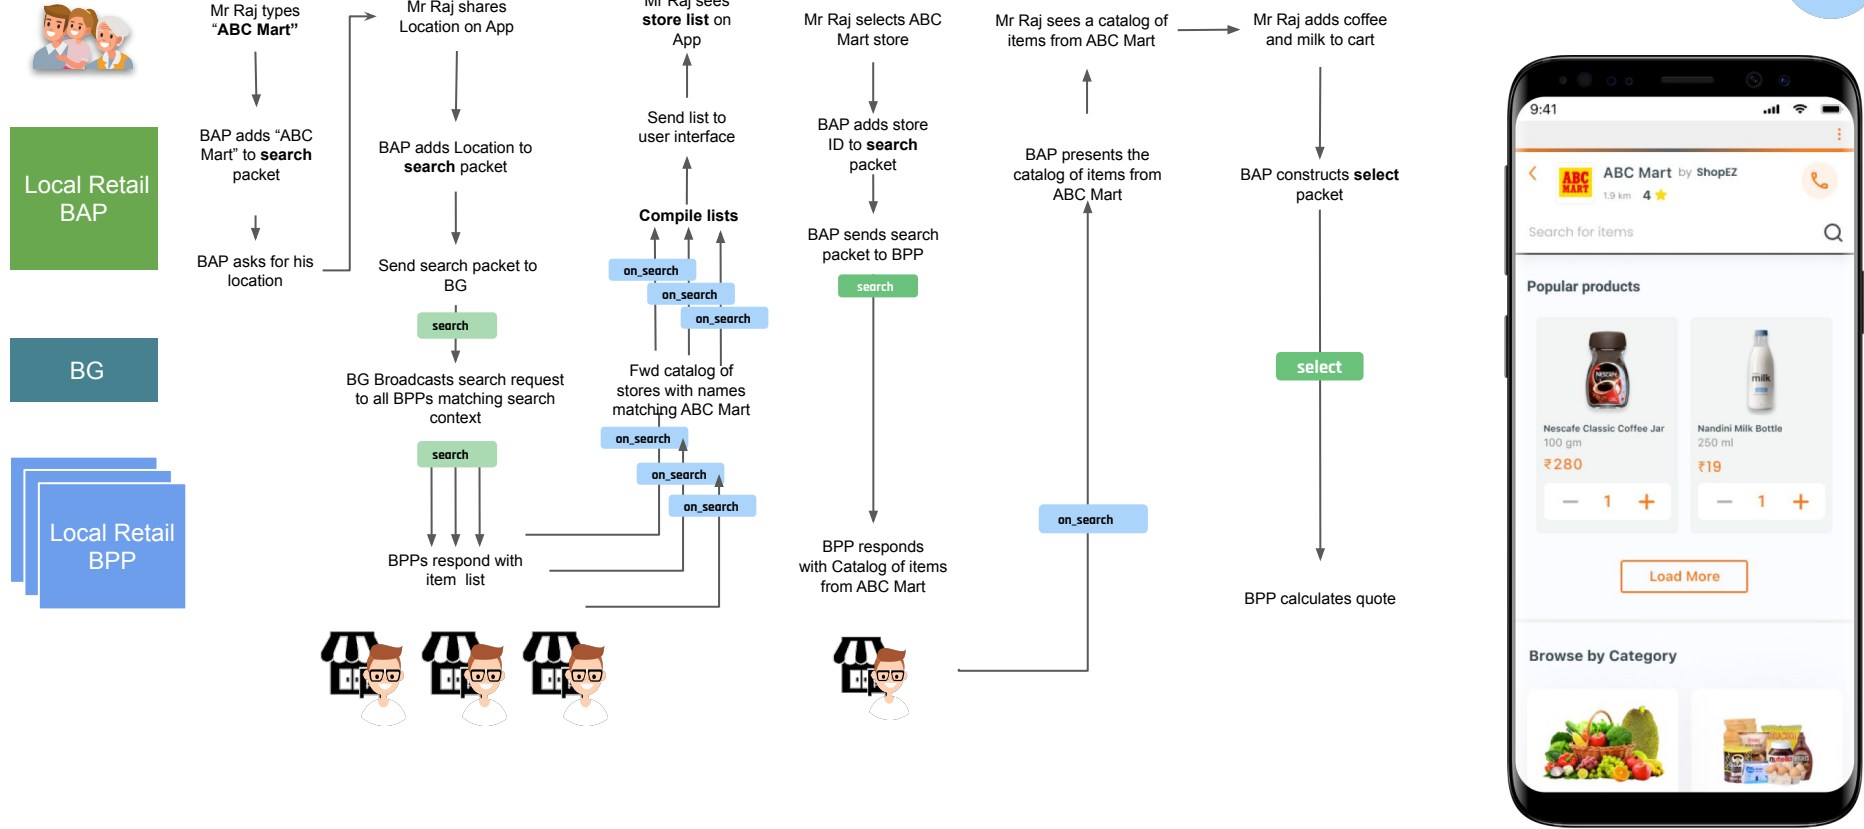 Mr Raj types
“ABC Mart”
BAP adds “ABC
Mart” to search
packet
BAP asks for his
location
Mr Raj shares
Location on App
BAP adds Location to
search packet
Send search packet to
BG
search
BG Broadcasts search request
to all BPPs matching search
context
search
BPPs respond with
item list
Mr Raj sees
store list on
App
Send list to
user interface
Compile lists
on_search
on_search
on_search
Fwd catalog of
stores with names
matching ABC Mart
on_search
on_search
on_search
Mr Raj selects ABC
Mart store
BAP adds store
ID to search
packet
BAP sends search
packet to BPP
search
BPP responds
with Catalog of items
from ABC Mart
Mr Raj sees a catalog of
items from ABC Mart
BAP presents the
catalog of items from
ABC Mart
on_search
Mr Raj adds coffee
and milk to cart
BAP constructs select
packet
select
BPP calculates quote
Local Retail
BAP
BG
Local Retail
BPP
9:41
ABC
MART
ABC Mart by ShopEZ
1.9 km 4
Search for items
Popular products
NESCAFE
milk
Nescafe Classic Coffee Jar
100 gm
₹280
1
Nandini Milk Bottle
250 ml
₹19
1
Load More
Browse by Category
nutella